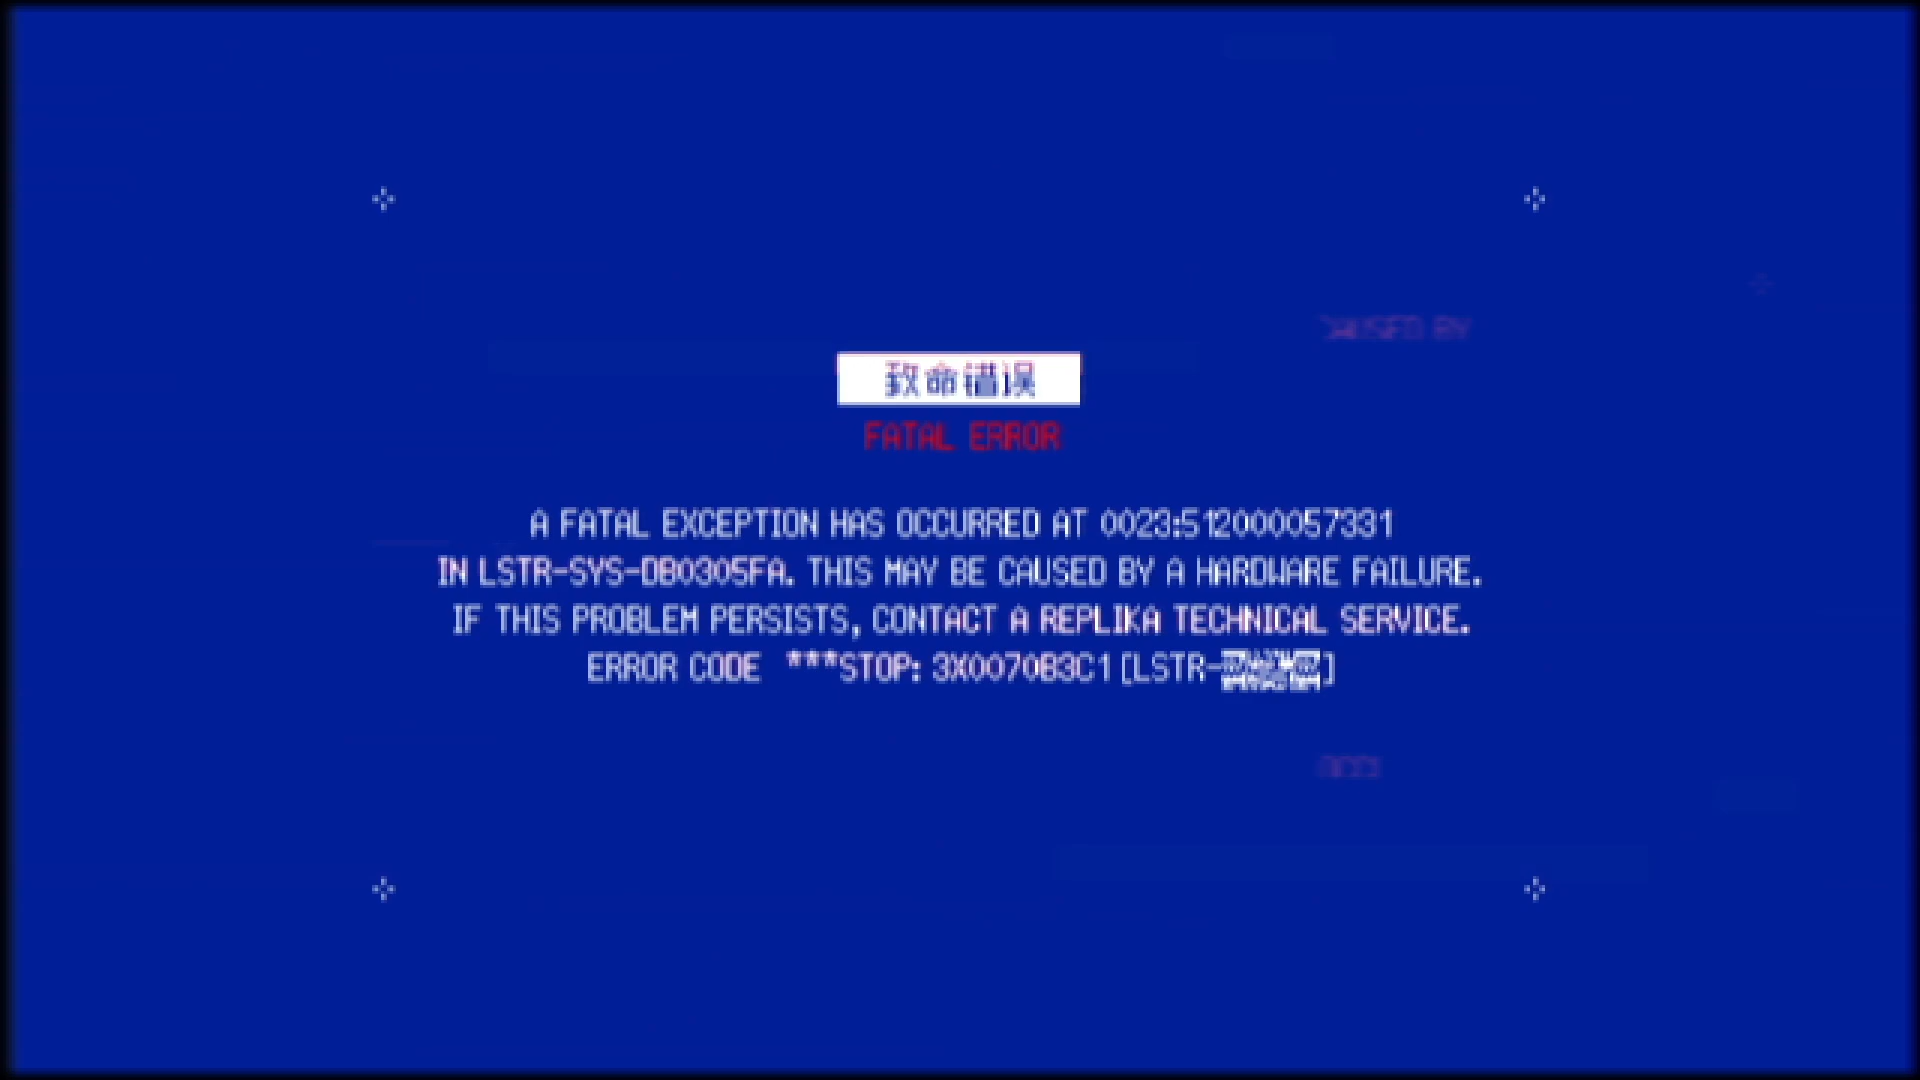 致命错误
FATAL ERROR
A FATAL EXCEPTION HAS OCCURRED AT 0023:512000057331
IN LSTR-SYS-DB0305FA. THIS MAY BE CAUSED BY A HARDWARE FAILURE.
IF THIS PROBLEM PERSISTS, CONTACT A REPLIKA TECHNICAL SERVICE.
ERROR CODE ***STOP: 3X0070B3C1[LSTR-]